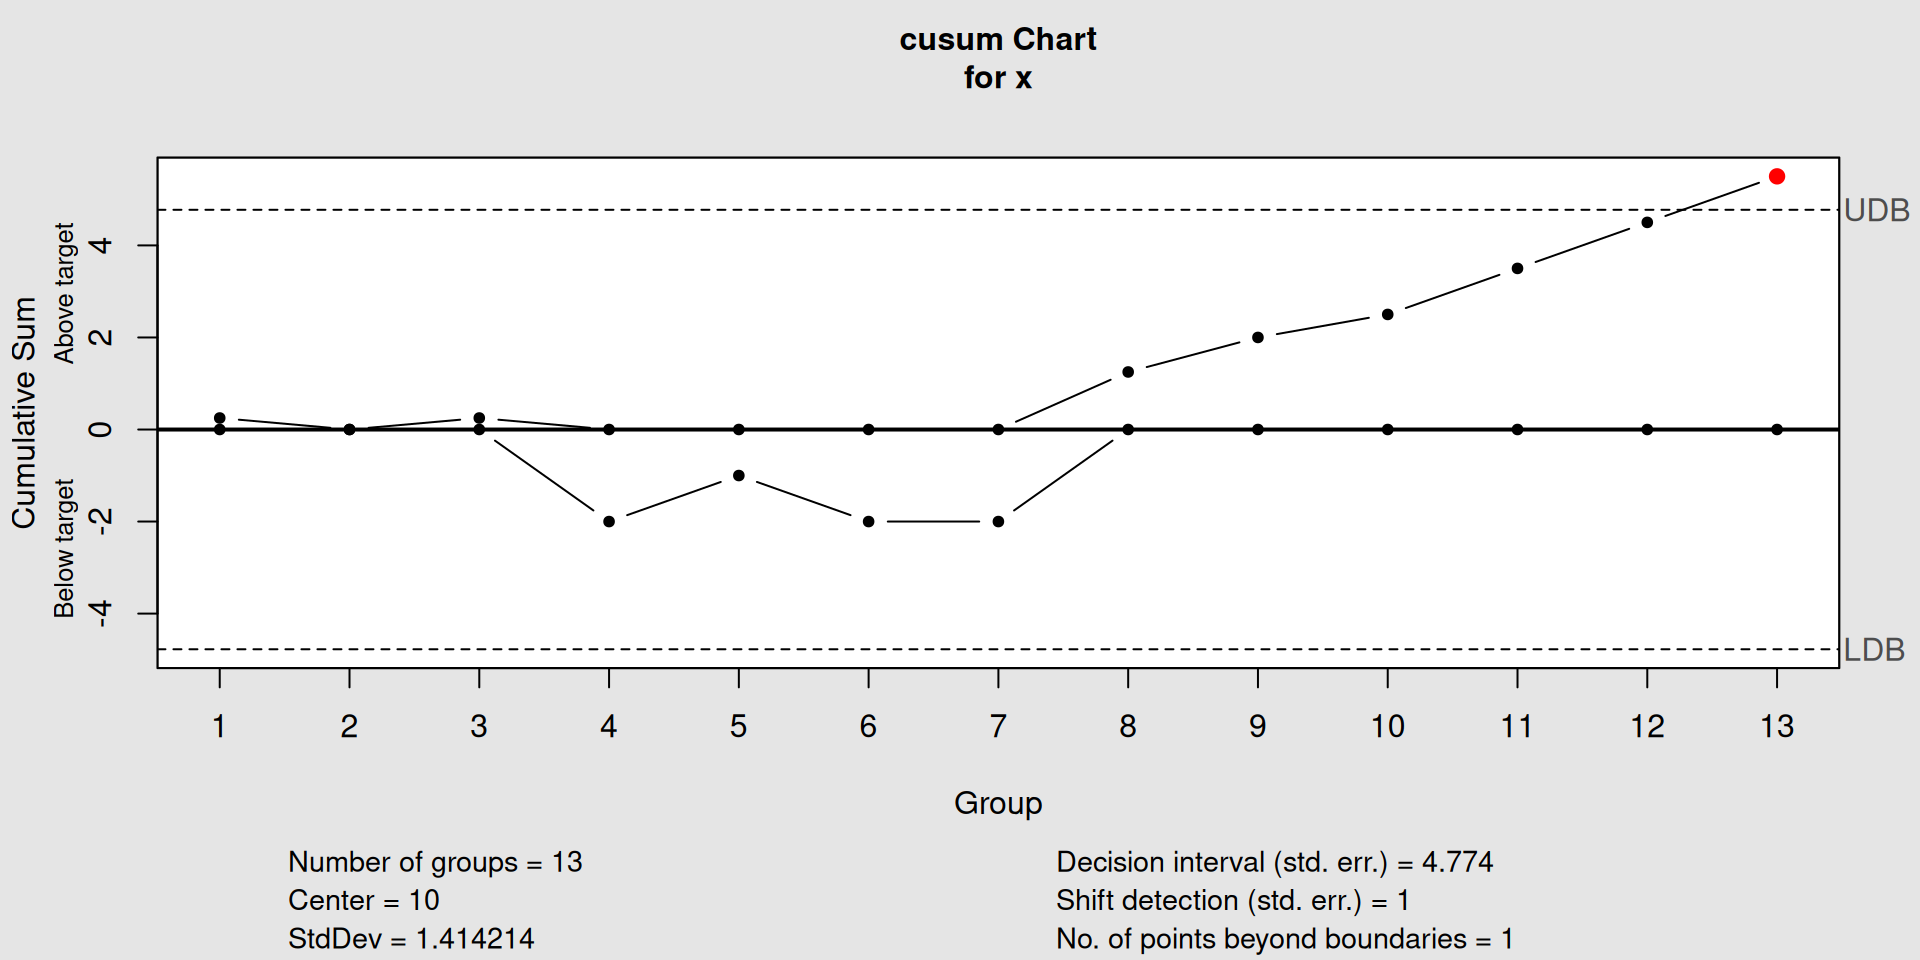 cusum Chart
for x
Cumulative Sum
Above target
Below target
4
2
0
-2
-4
UDB
LDB
1 2 3 4 5 6 7 8 9 10 11 12 13
Group
Number of groups = 13
Center = 10
StdDev = 1.414214
Decision interval (std. err.) = 4.774
Shift detection (std. err.) = 1
No. of points beyond boundaries = 1